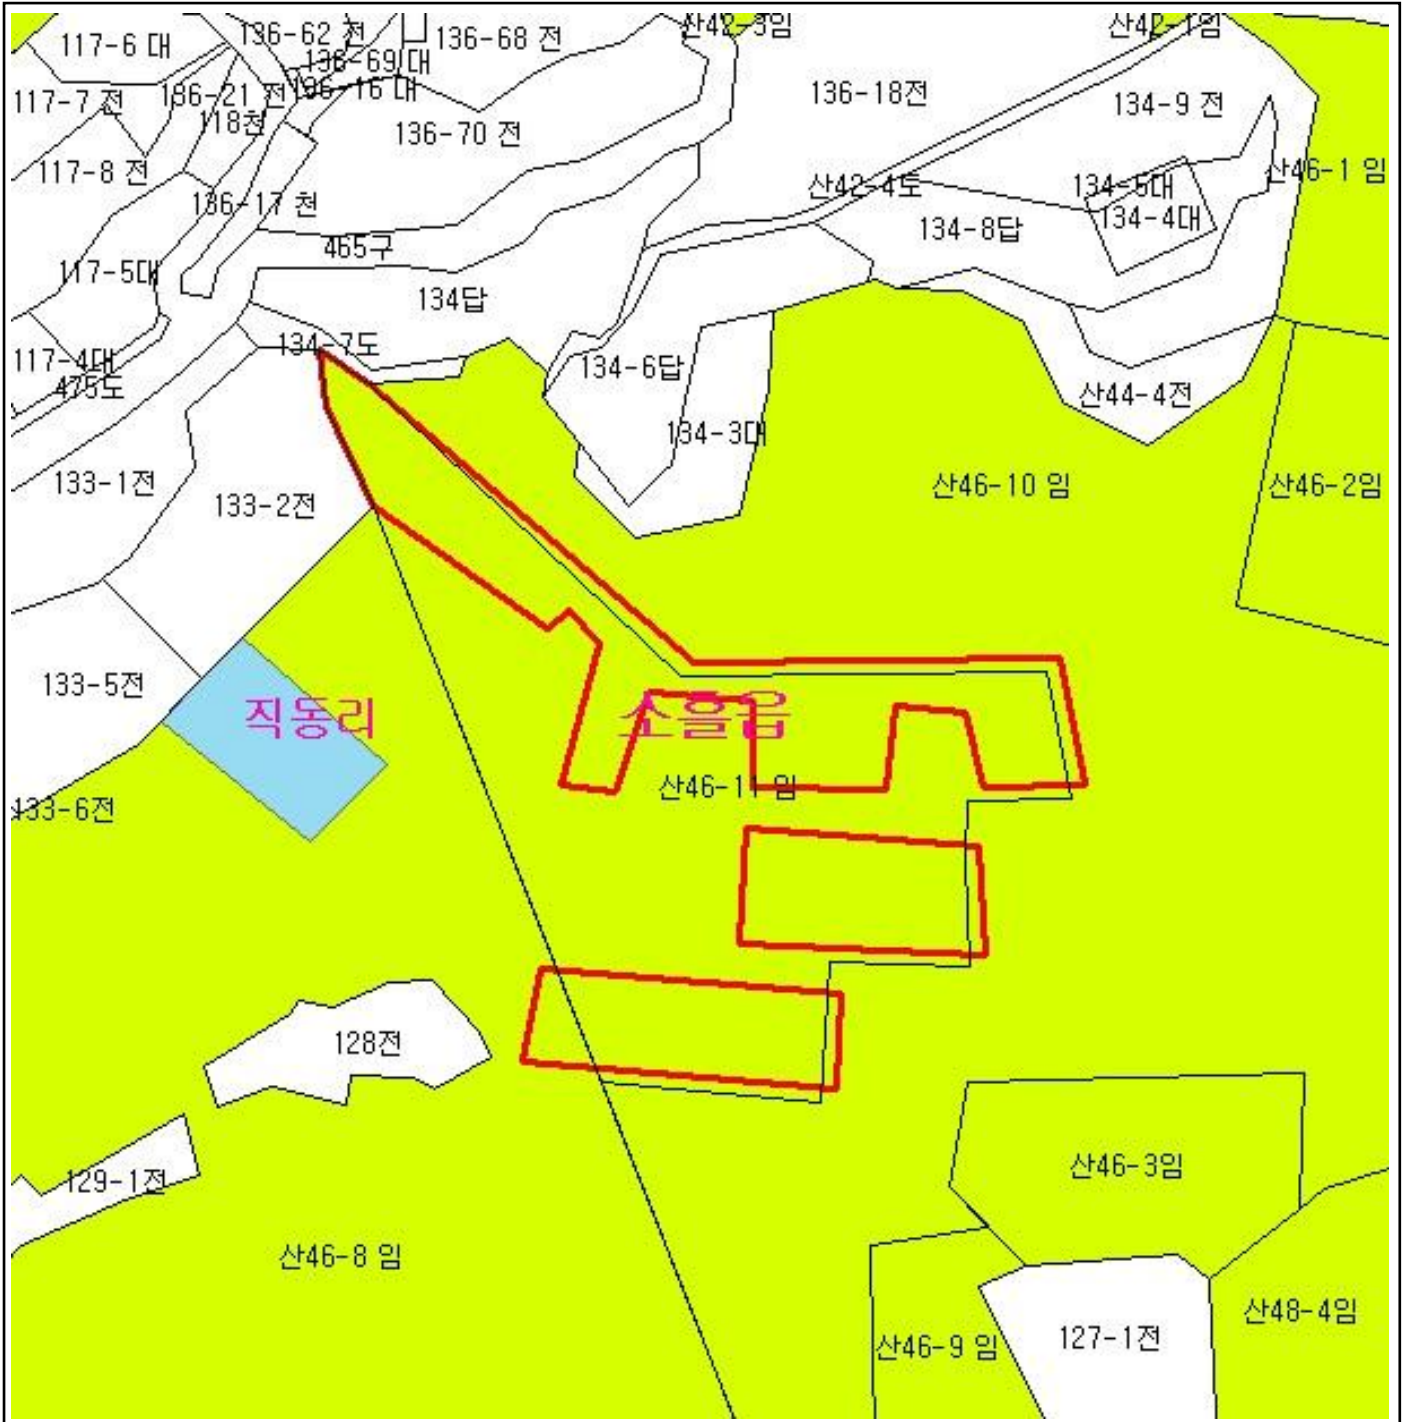 산42-3임
산42-1임
136-62 전
136-68 전
117-6 대
136-69 대
136-16 대
136-21 전
117-7 전
136-18전
134-9 전
118천
136-70 전
117-8 전
산46-1 임
산42-4도
134-5대
136-17 천
134-4대
134-8답
465구
117-5대
134답
134-7도
117-4대
134-6답
475도
산44-4전
134-3대
133-1전
133-2전
산46-10 임
산46-2임
133-5전
직동리
소흘읍
산46-11 임
133-6전
128전
산46-3임
129-1전
산46-8 임
산48-4임
127-1전
산46-9 임